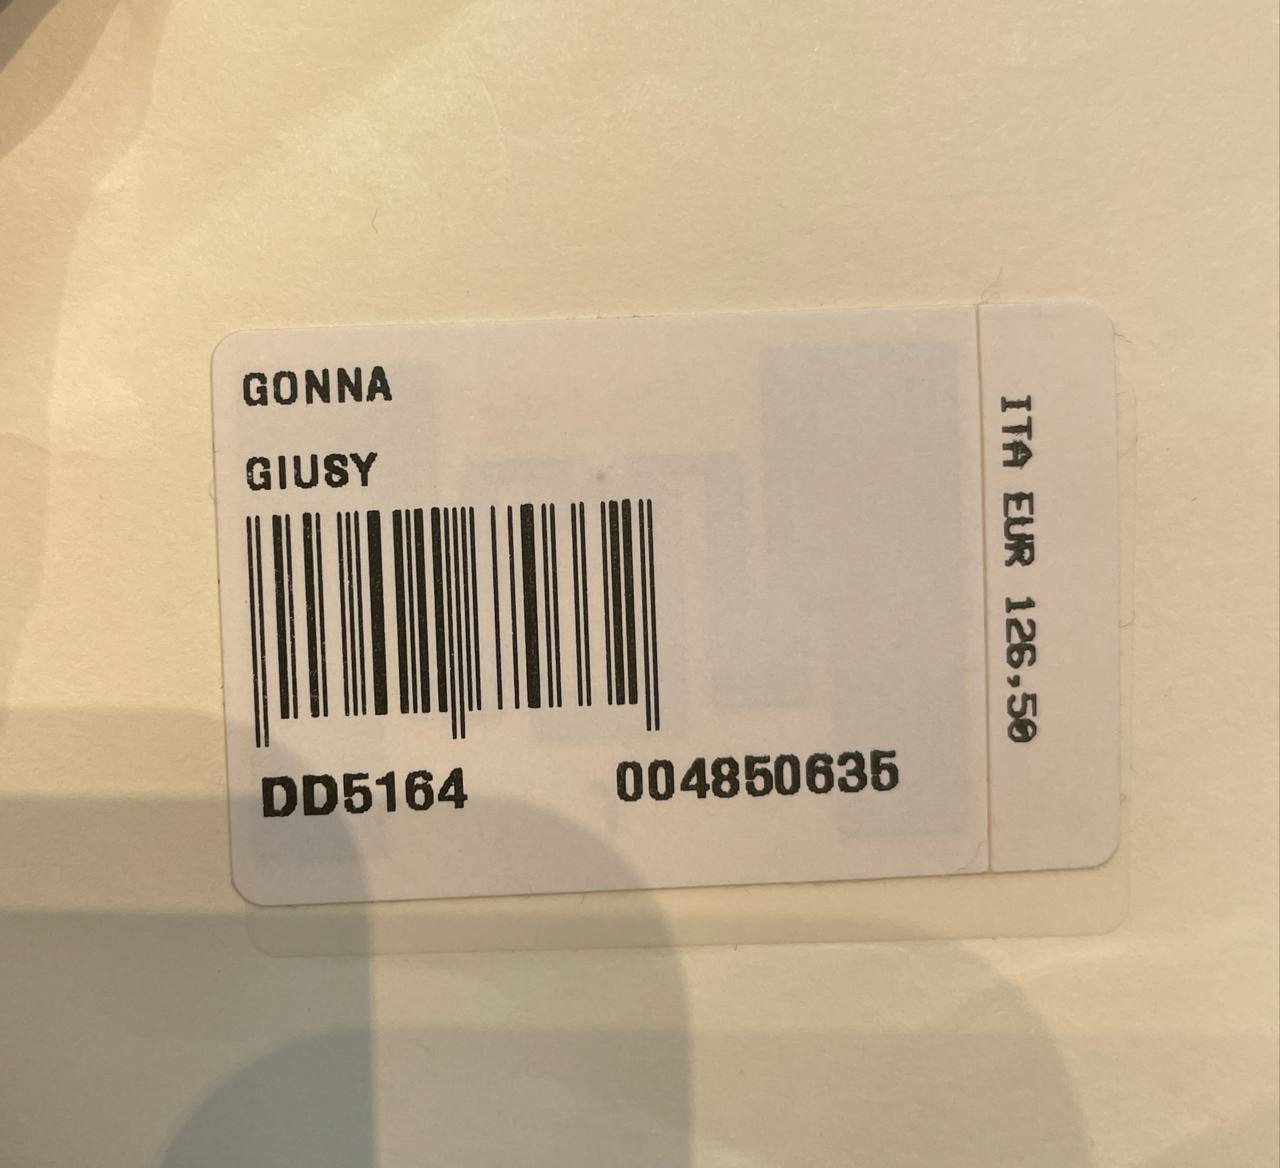 GONNA
GIUSY
DD5164 004850635
ITA EUR 126,50